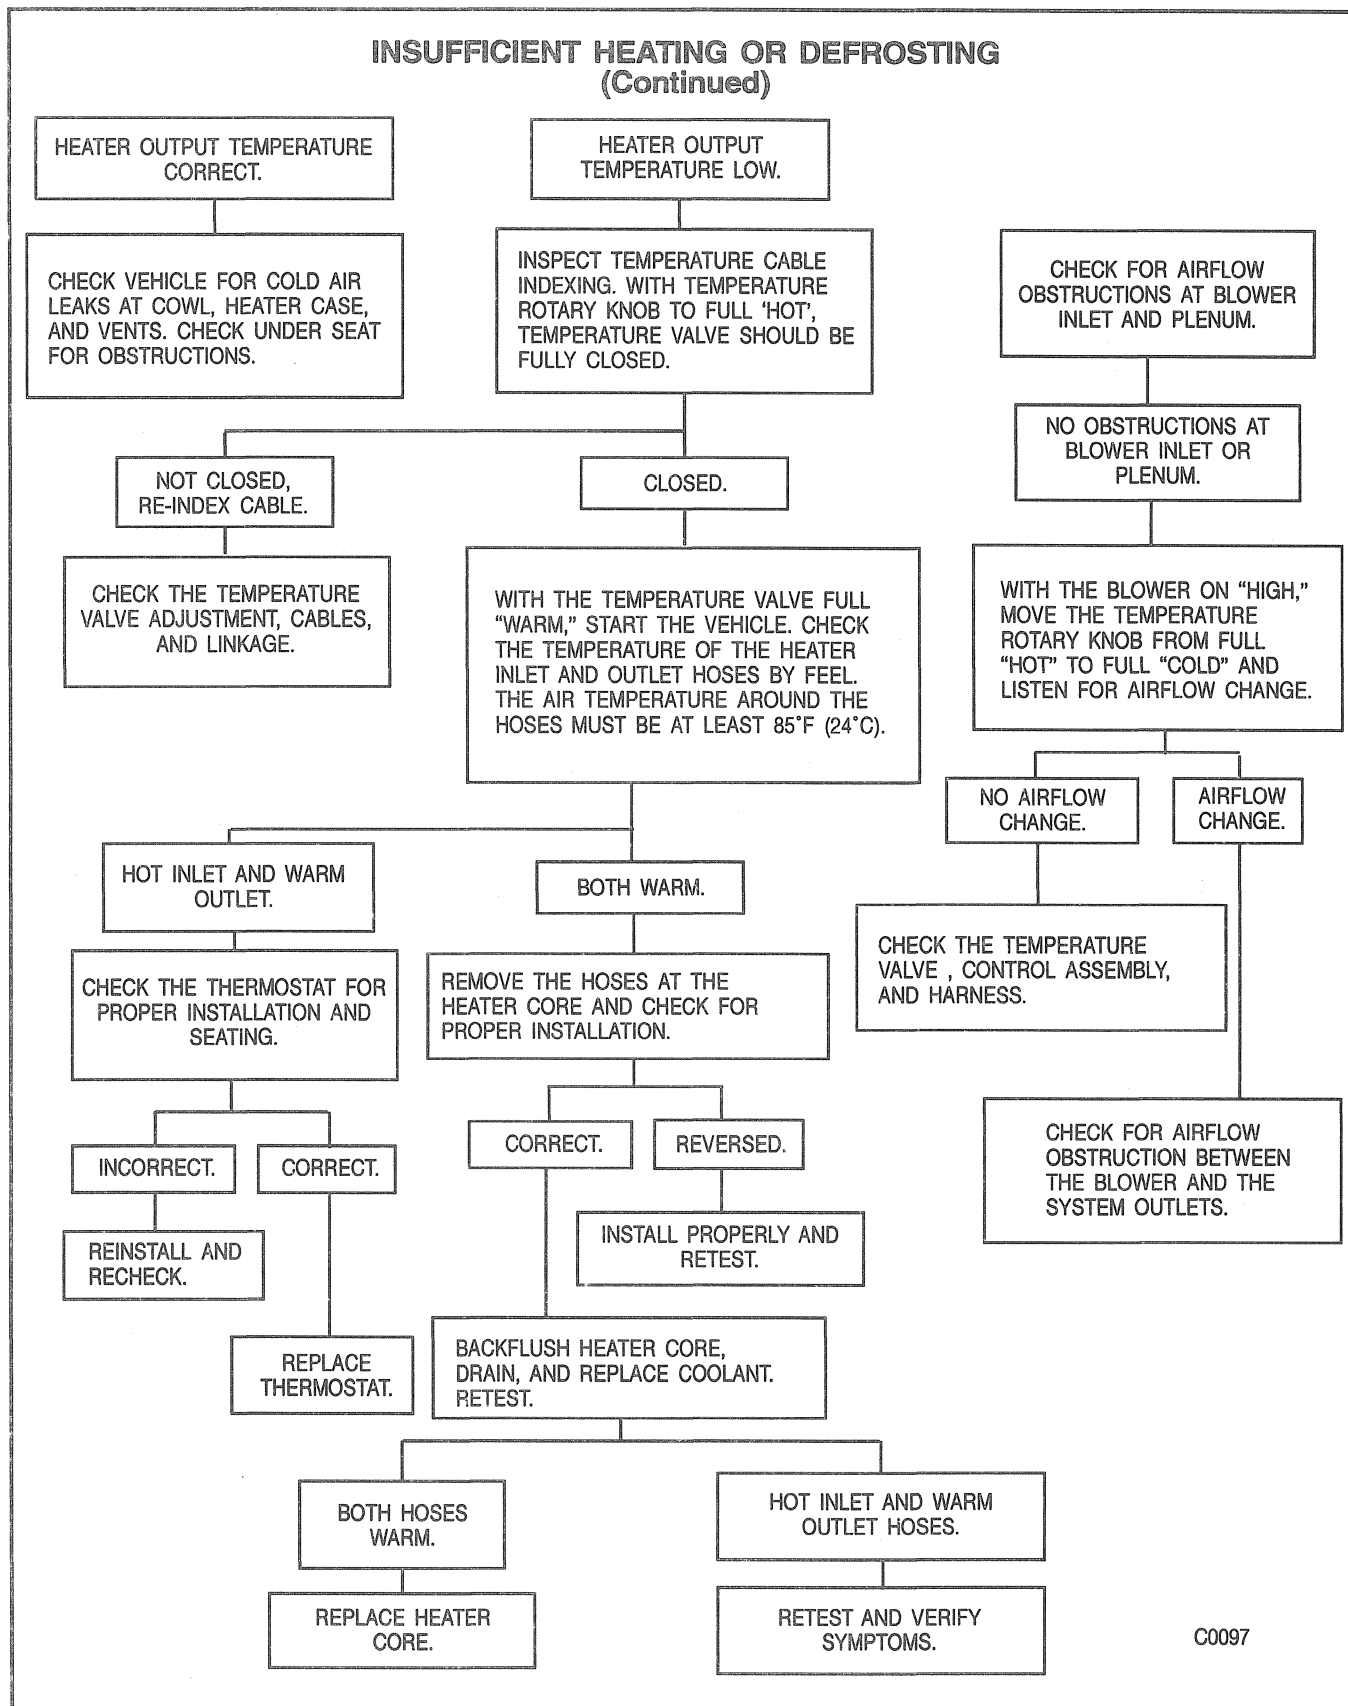 INSUFFICIENT HEATING OR DEFROSTING
(Continued)
HEATER OUTPUT TEMPERATURE
CORRECT.
CHECK VEHICLE FOR COLD AIR
LEAKS AT COWL, HEATER CASE,
AND VENTS. CHECK UNDER SEAT
FOR OBSTRUCTIONS.
HEATER OUTPUT
TEMPERATURE LOW.
INSPECT TEMPERATURE CABLE
INDEXING. WITH TEMPERATURE
ROTARY KNOB TO FULL 'HOT',
TEMPERATURE VALVE SHOULD BE
FULLY CLOSED.
NOT CLOSED,
RE-INDEX CABLE.
CHECK THE TEMPERATURE
VALVE ADJUSTMENT, CABLES,
AND LINKAGE.
CLOSED.
WITH THE TEMPERATURE VALVE FULL
"WARM," START THE VEHICLE. CHECK
THE TEMPERATURE OF THE HEATER
INLET AND OUTLET HOSES BY FEEL.
THE AIR TEMPERATURE AROUND THE
HOSES MUST BE AT LEAST 85°F (24°C).
HOT INLET AND WARM
OUTLET.
CHECK THE THERMOSTAT FOR
PROPER INSTALLATION AND
SEATING.
INCORRECT.
REINSTALL AND
RECHECK.
CORRECT.
REPLACE
THERMOSTAT.
BOTH WARM.
REMOVE THE HOSES AT THE
HEATER CORE AND CHECK FOR
PROPER INSTALLATION.
CORRECT.
REVERSED.
INSTALL PROPERLY AND
RETEST.
BACKFLUSH HEATER CORE,
DRAIN, AND REPLACE COOLANT.
RETEST.
BOTH HOSES
WARM.
REPLACE HEATER
CORE.
HOT INLET AND WARM
OUTLET HOSES.
RETEST AND VERIFY
SYMPTOMS.
CHECK FOR AIRFLOW
OBSTRUCTIONS AT BLOWER
INLET AND PLENUM.
NO OBSTRUCTIONS AT
BLOWER INLET OR
PLENUM.
WITH THE BLOWER ON "HIGH,"
MOVE THE TEMPERATURE
ROTARY KNOB FROM FULL
"HOT" TO FULL "COLD" AND
LISTEN FOR AIRFLOW CHANGE.
NO AIRFLOW
CHANGE.
CHECK THE TEMPERATURE
VALVE , CONTROL ASSEMBLY,
AND HARNESS.
AIRFLOW
CHANGE.
CHECK FOR AIRFLOW
OBSTRUCTION BETWEEN
THE BLOWER AND THE
SYSTEM OUTLETS.
C0097